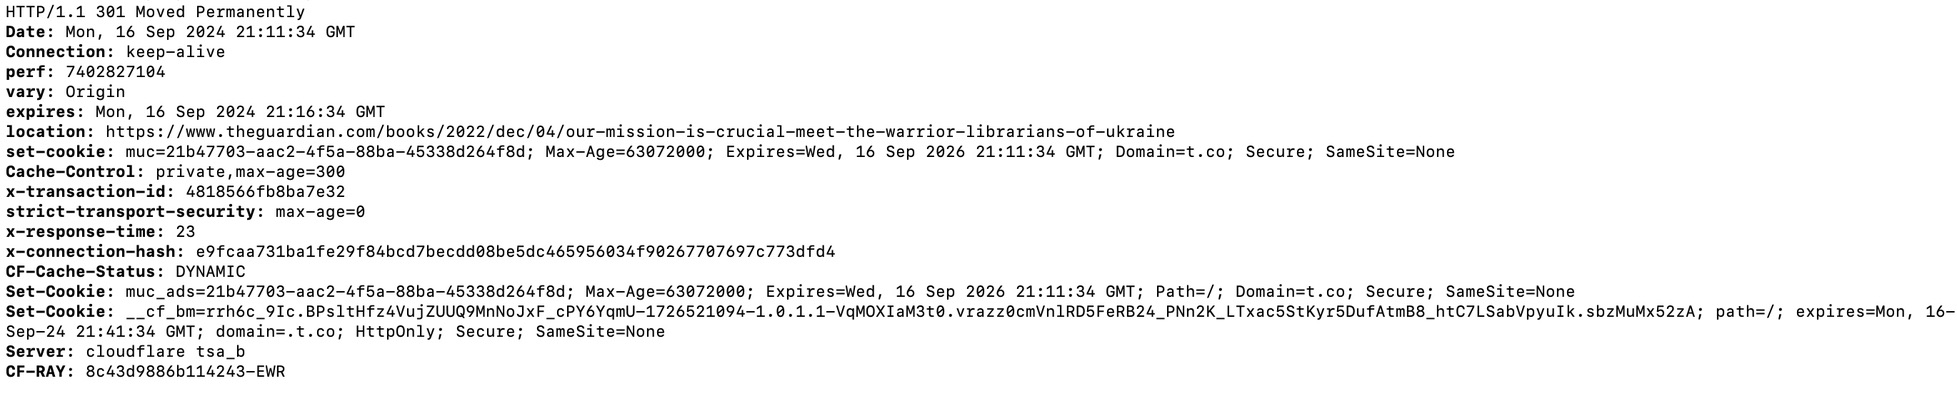 HTTP/1.1 301 Moved Permanently
Date: Mon, 16 Sep 2024 21:11:34 GMT
Connection: keep-alive
perf: 7402827104
vary: Origin
expires: Mon, 16 Sep 2024 21:16:34 GMT
location: https://www.theguardian.com/books/2022/dec/04/our-mission-is-crucial-meet-the-warrior-librarians-of-ukraine
set-cookie: muc=21b47703-aac2-4f5a-88ba-45338d264f8d; Max-Age=63072000; Expires=Wed, 16 Sep 2026 21:11:34 GMT; Domain=t.co; Secure; SameSite=None
Cache-Control: private,max-age=300
x-transaction-id: 4818566fb8ba7e32
strict-transport-security: max-age=0
x-response-time: 23
x-connection-hash: e9fcaa731ba1fe29f84bcd7becdd08be5dc465956034f90267707697c773dfd4
CF-Cache-Status: DYNAMIC
Set-Cookie: muc_ads=21b47703-aac2-4f5a-88ba-45338d264f8d; Max-Age=63072000; Expires=Wed, 16 Sep 2026 21:11:34 GMT; Path=/; Domain=t.co; Secure; SameSite=None
Set-Cookie: __cf_bm=rrh6c_9Ic.BPsltHfz4VujZUUQ9MnNoJxF_cPY6YqmU-1726521094-1.0.1.1-VqMOXIaM3t0.vrazz0cmVnlRD5FeRB24_PNn2K_LTxac5StKyr5DufAtmB8_htC7LSabVpyuIk.sbzMuMx52zA; path=/; expires=Mon, 16-
Sep-24 21:41:34 GMT; domain=.t.co; HttpOnly; Secure; SameSite=None
Server: cloudflare tsa_b
CF-RAY: 8c43d9886b114243-EWR